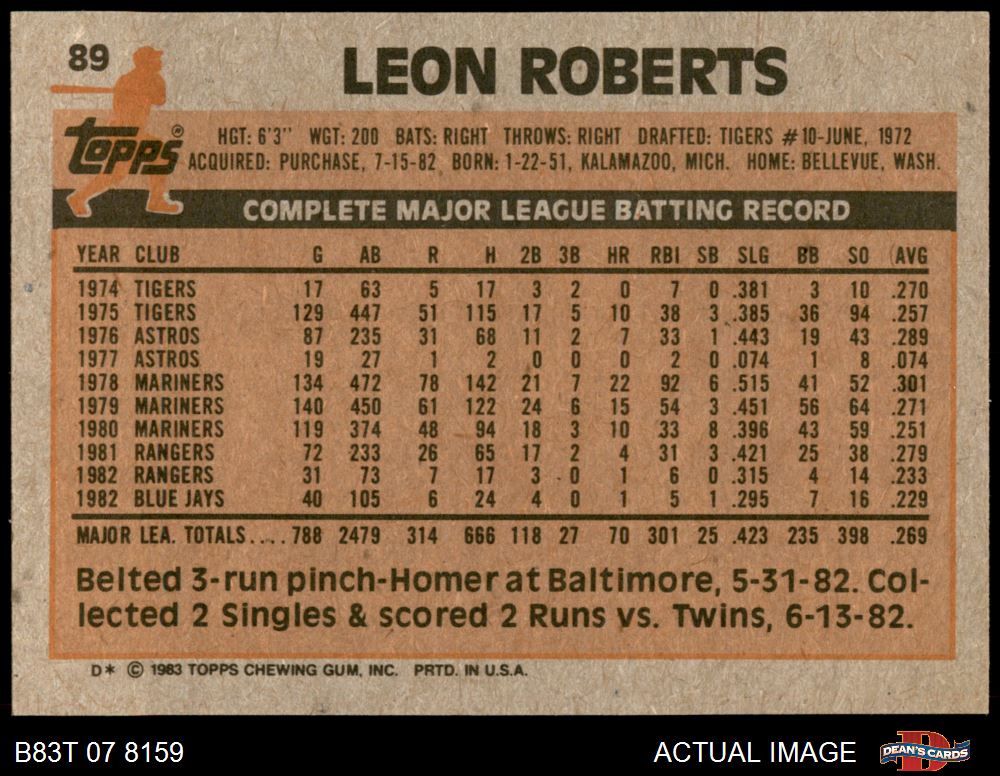 89
LEON ROBERTS
topps®
HGT: 6'3" WGT: 200 BATS: RIGHT THROWS: RIGHT DRAFTED: TIGERS #10-JUNE, 1972
ACQUIRED: PURCHASE, 7-15-82 BORN: 1-22-51, KALAMAZOO, MICH. HOME: BELLEVUE, WASH.
COMPLETE MAJOR LEAGUE BATTING RECORD
YEAR CLUB G AB R H 2B 3B HR RBI SB SLG BB SO AVG
1974 TIGERS 17 63 5 17 3 2 0 7 0 .381 3 10 .270
1975 TIGERS 129 447 51 115 17 5 10 38 3 .385 36 94 .257
1976 ASTROS 87 235 31 68 11 2 7 33 1 .443 19 43 .289
1977 ASTROS 19 27 1 2 0 0 0 2 0 .074 1 8 .074
1978 MARINERS 134 472 78 142 21 7 22 92 6 .515 41 52 .301
1979 MARINERS 140 450 61 122 24 6 15 54 3 .451 56 64 .271
1980 MARINERS 119 374 48 94 18 3 10 33 8 .396 43 59 .251
1981 RANGERS 72 233 26 65 17 2 4 31 3 .421 25 38 .279
1982 RANGERS 31 73 7 17 3 0 1 6 0 .315 4 14 .233
1982 BLUE JAYS 40 105 6 24 4 0 1 5 1 .295 7 16 .229
MAJOR LEA. TOTALS.... 788 2479 314 666 118 27 70 301 25 .423 235 398 .269
Belted 3-run pinch-Homer at Baltimore, 5-31-82. Col-
lected 2 Singles & scored 2 Runs vs. Twins, 6-13-82.
D* © 1983 TOPPS CHEWING GUM, INC. PRTD. IN U.S.A.
B83T 07 8159 ACTUAL IMAGE D DEAN'S CARDS